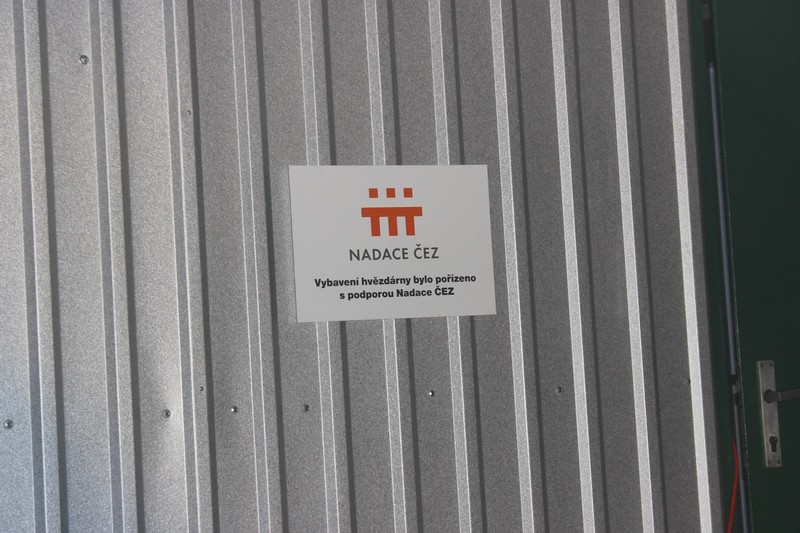 NADACE ČEZ
Vybavení hvězdárny bylo pořízeno
s podporou Nadace ČEZ